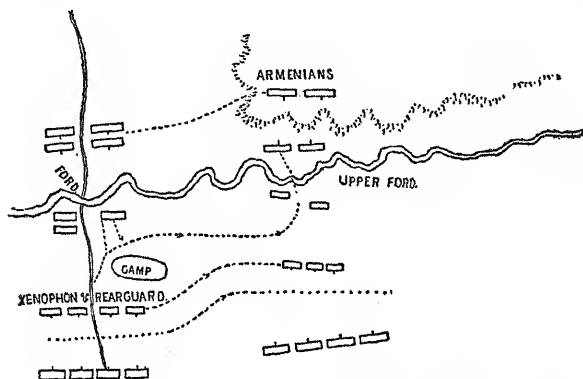 ARMENIANS
FORD.
UPPER FORD.
CAMP
XENOPHON'S REARGUARD.